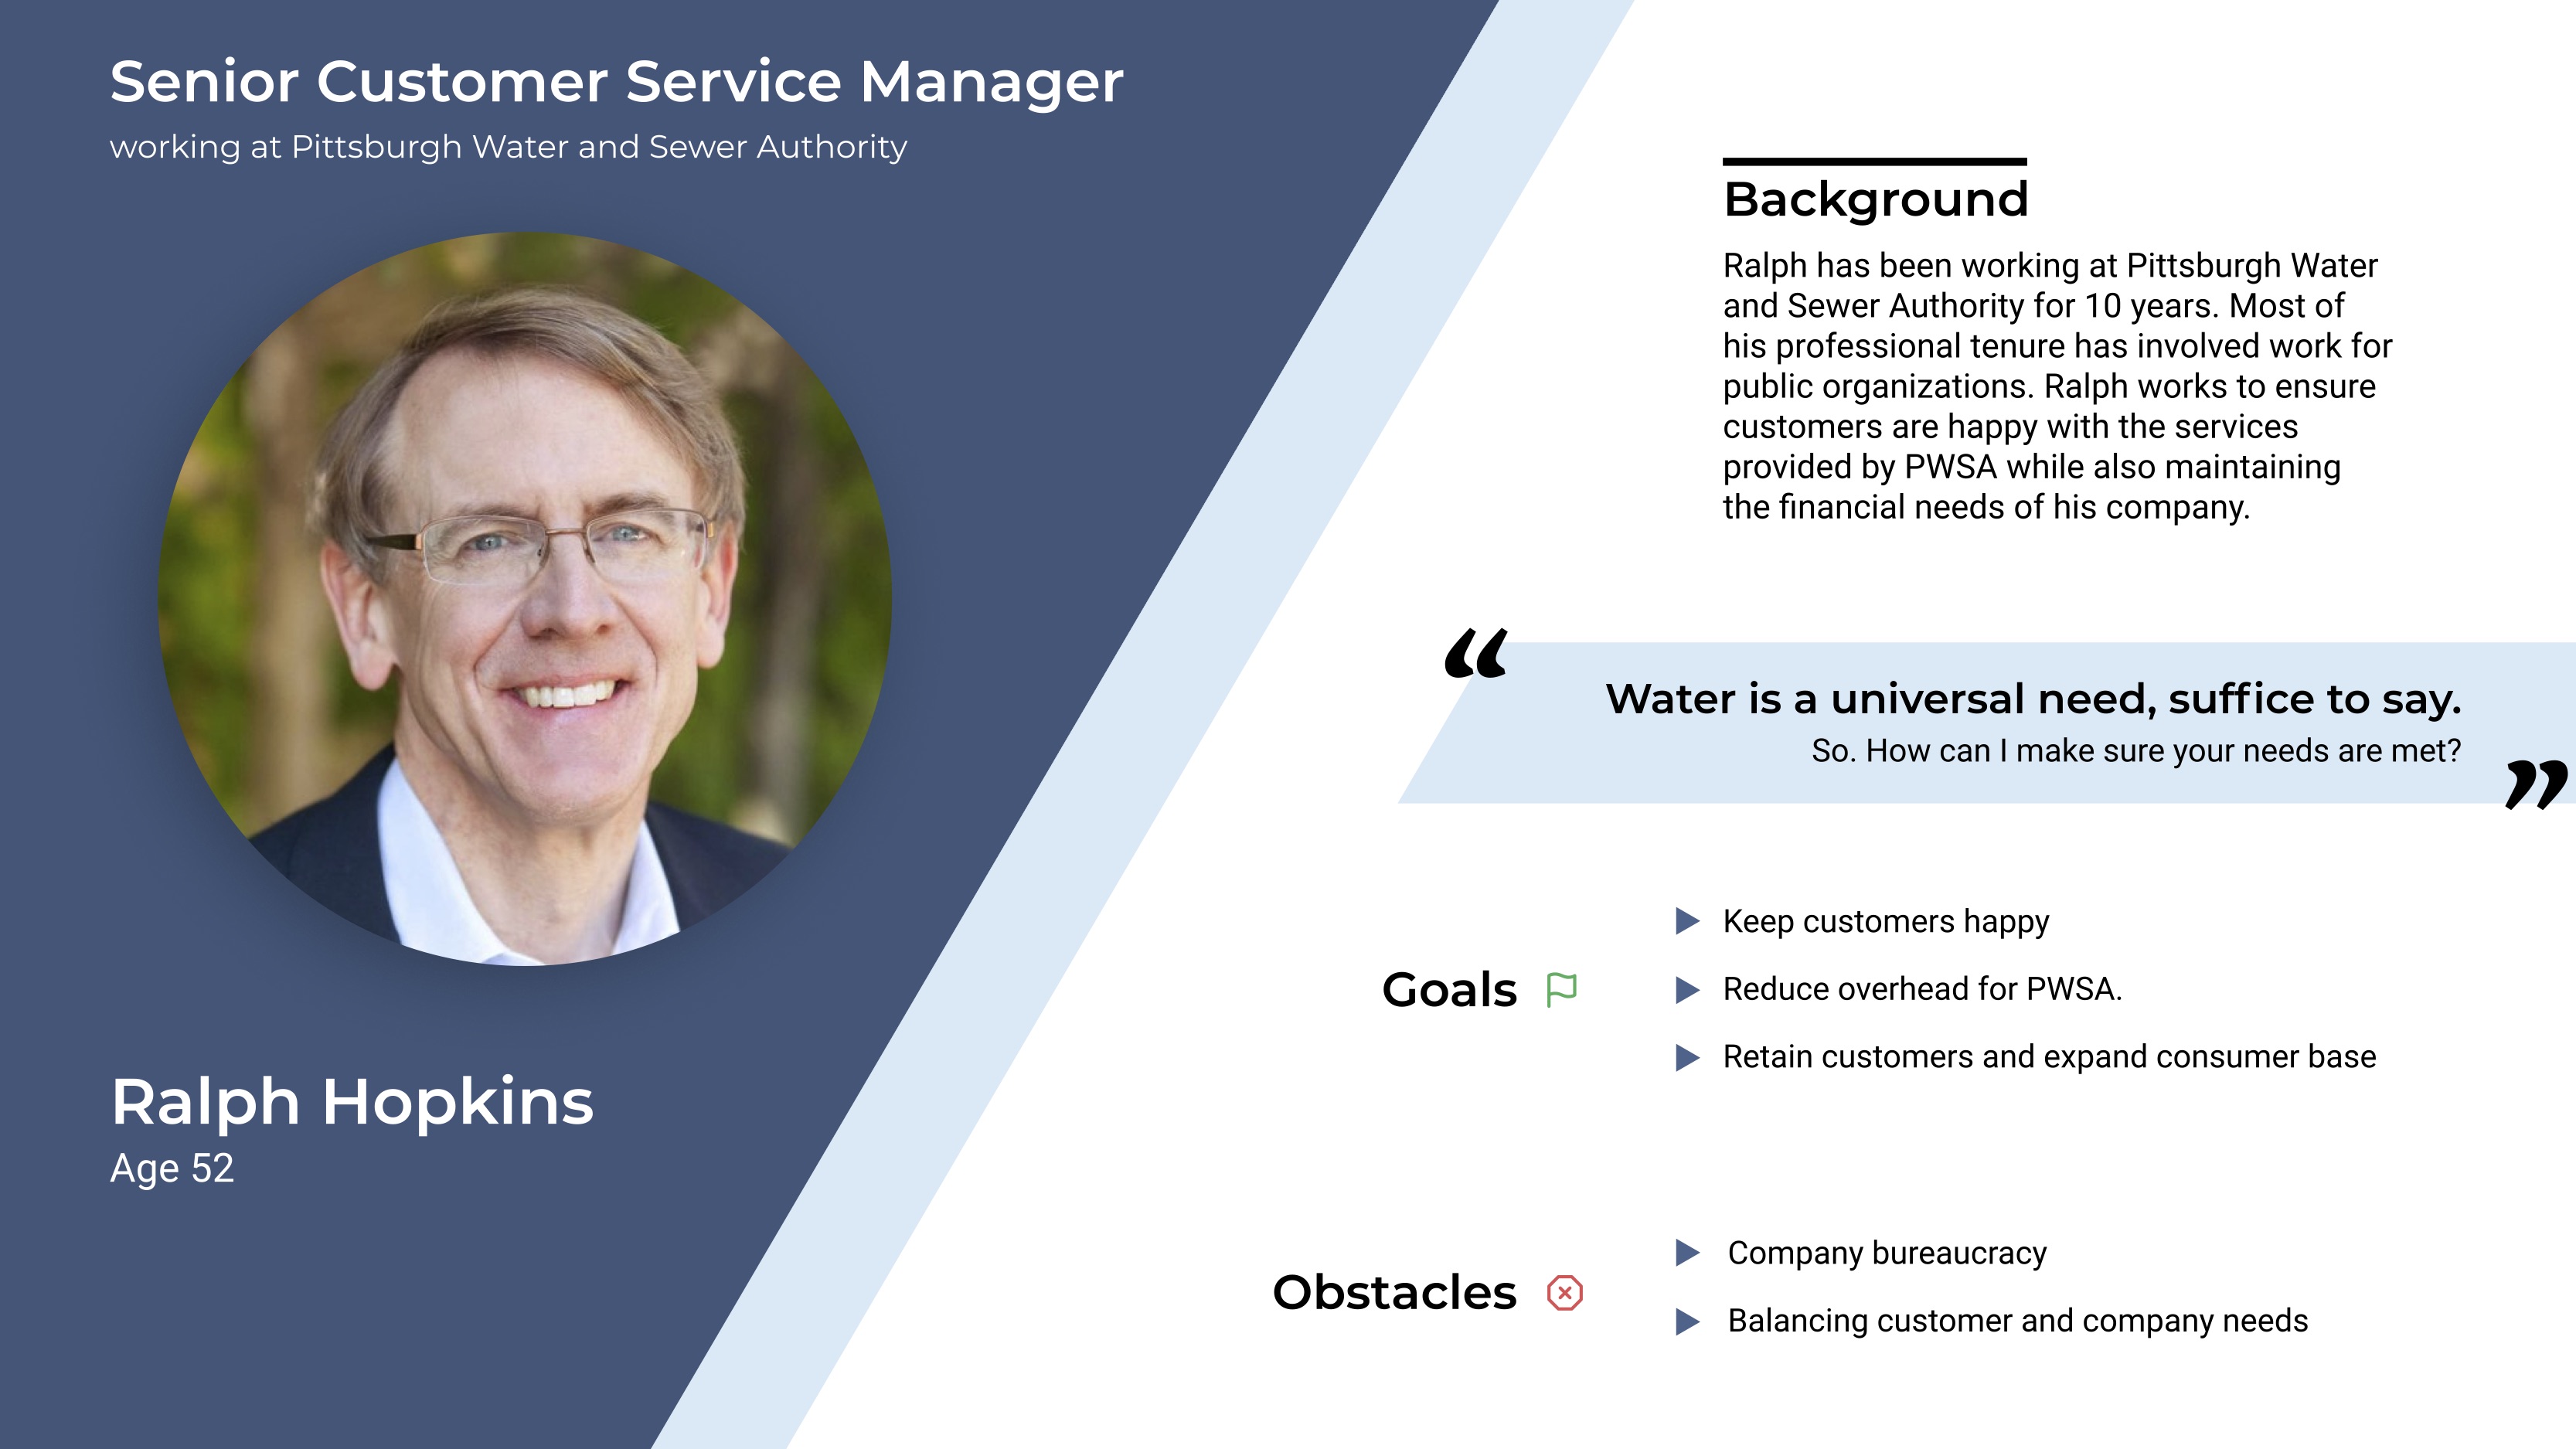 Senior Customer Service Manager
working at Pittsburgh Water and Sewer Authority
Ralph Hopkins
Age 52
Background
Ralph has been working at Pittsburgh Water
and Sewer Authority for 10 years. Most of
his professional tenure has involved work for
public organizations. Ralph works to ensure
customers are happy with the services
provided by PWSA while also maintaining
the financial needs of his company.
“
Water is a universal need, suffice to say.
So. How can I make sure your needs are met?
”
Goals
Keep customers happy
Reduce overhead for PWSA.
Retain customers and expand consumer base
Obstacles
Company bureaucracy
Balancing customer and company needs